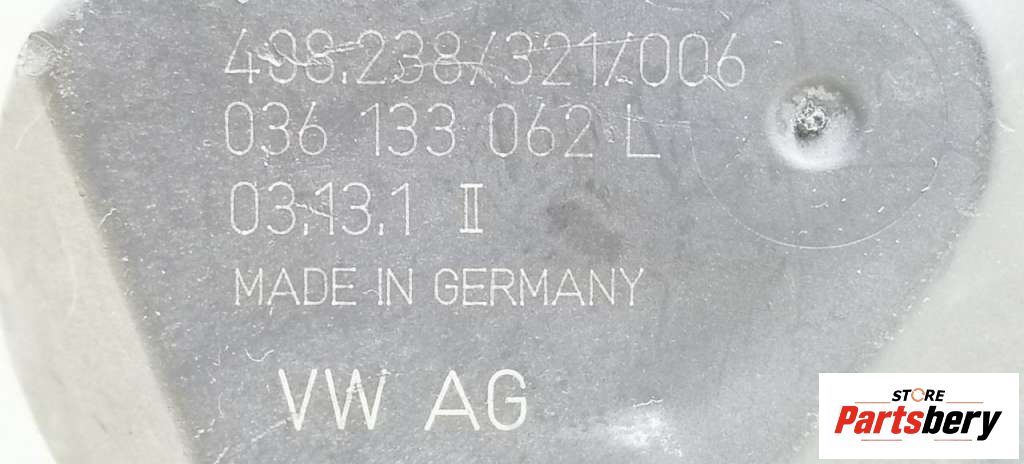 408.238/321/006
036 133 062 L
03.13.1 II
MADE IN GERMANY
VW AG
STORE
Partsbery